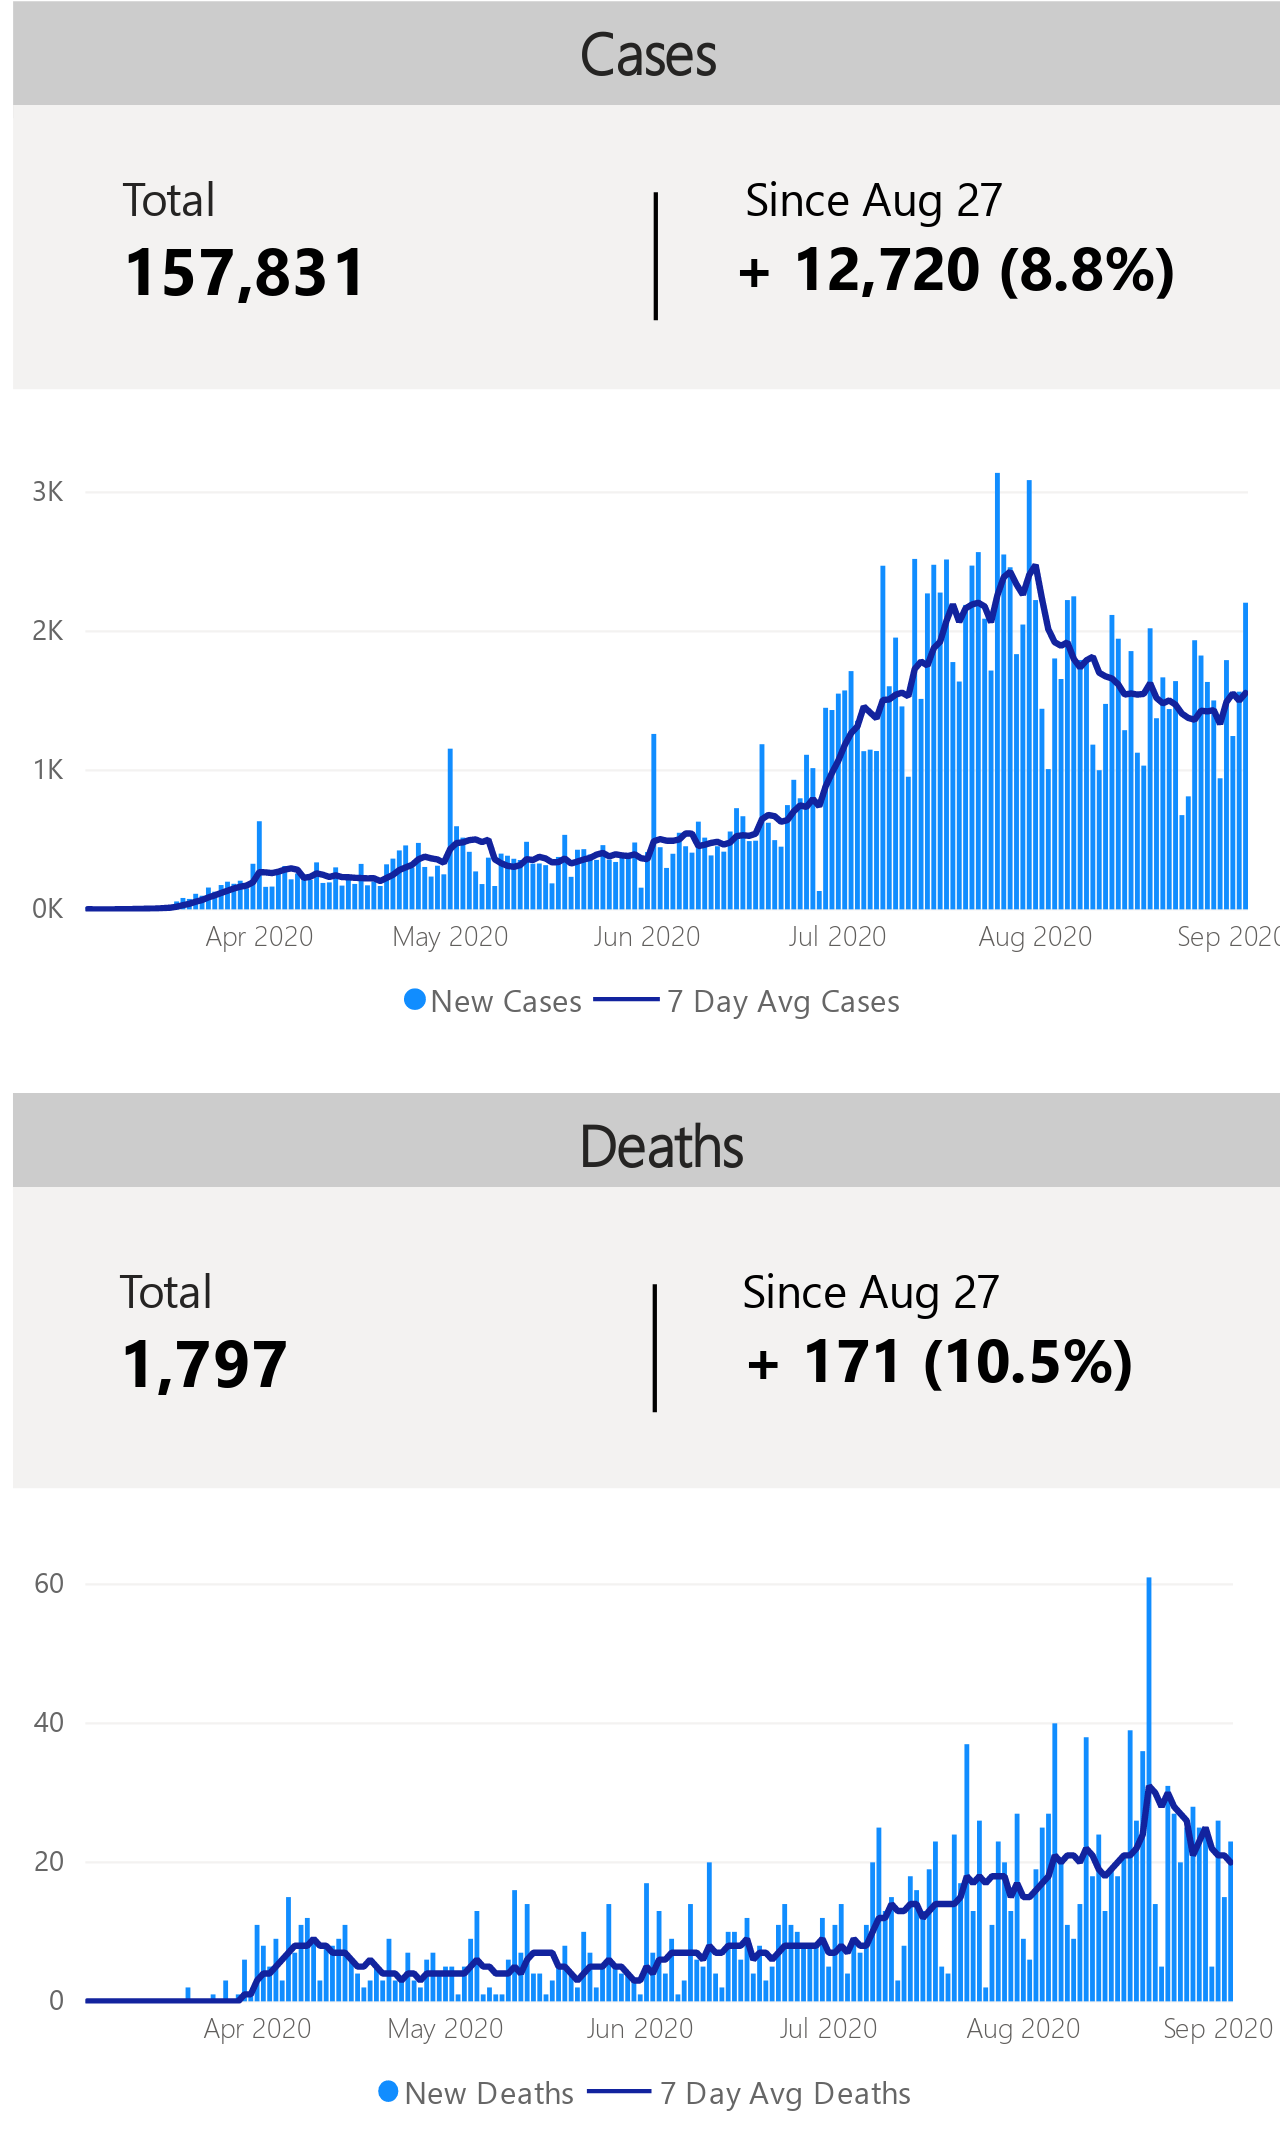 Cases
Total
Since Aug 27
157,831
+ 12,720 (8.8%)
3K
2K
1K
0K
Apr 2020 May 2020 Jun 2020 Jul 2020 Aug 2020 Sep 2020
New Cases 7 Day Avg Cases
Deaths
Total
Since Aug 27
1,797
+ 171 (10.5%)
60
40
20
0
Apr 2020 May 2020 Jun 2020 Jul 2020 Aug 2020 Sep 2020
New Deaths 7 Day Avg Deaths